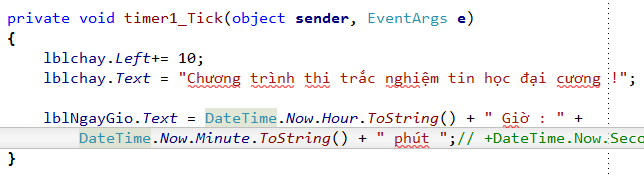 private void timer1_Tick(object sender, EventArgs e)
{
lblchay.Left+= 10;
lblchay.Text = "Chương trình thi trắc nghiệm tin học đại cương !";
lblNgayGio.Text = DateTime.Now.Hour.ToString() + " Giờ : " +
DateTime.Now.Minute.ToString() + " phút ";// +DateTime.Now.Seco
}